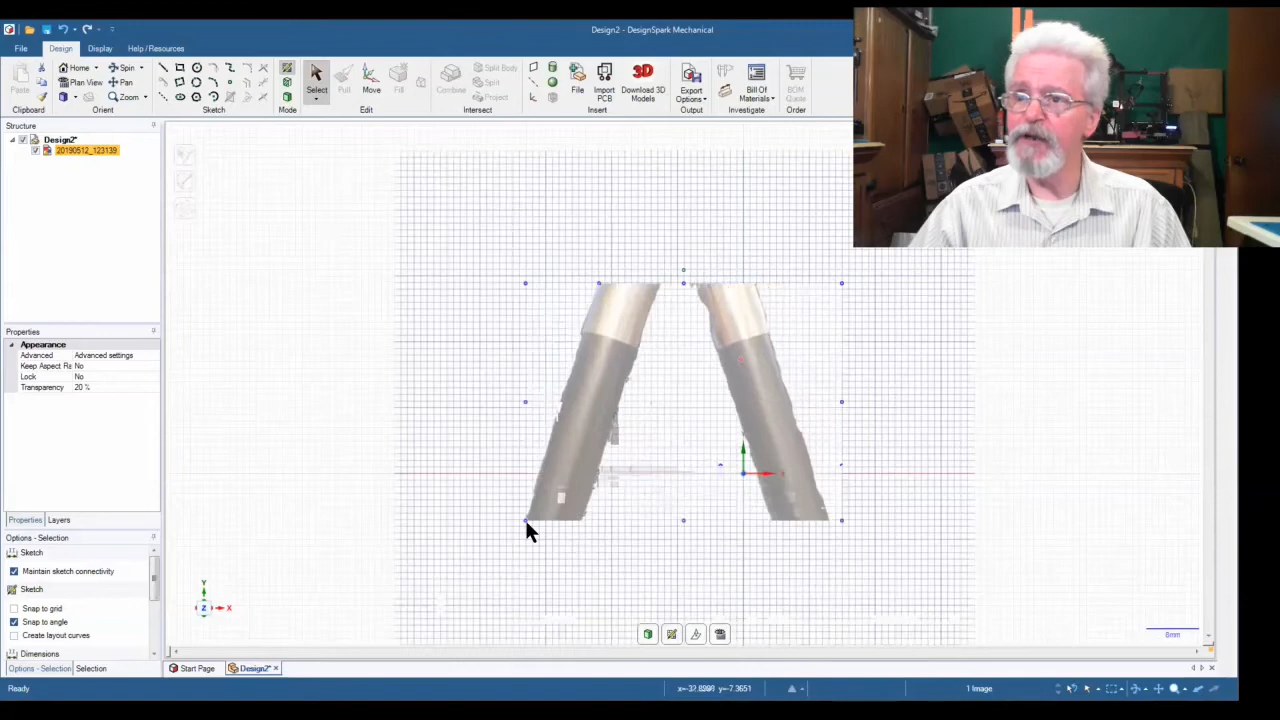 Design2 - DesignSpark Mechanical
File Design Display Help / Resources
Home Spin Plan View Pan Zoom
Paste
Select Pull Move Fill
Combine Split Body Split Project
File Import PCB Download 3D Models
Export Options Bill Of Materials BOM Quote
Clipboard Orient Sketch Mode Edit Intersect Insert Output Investigate Order
Structure
Design2*
20190512_123139
Properties
Appearance
Advanced Advanced settings
Keep Aspect Ra No
Lock No
Transparency 20 %
Properties Layers
Options - Selection
Sketch
Maintain sketch connectivity
Sketch
Snap to grid
Snap to angle
Create layout curves
Dimensions
Options - Selection Selection
Y
Z X
8mm
Start Page Design2*
Ready y=-7.3651 1 Image